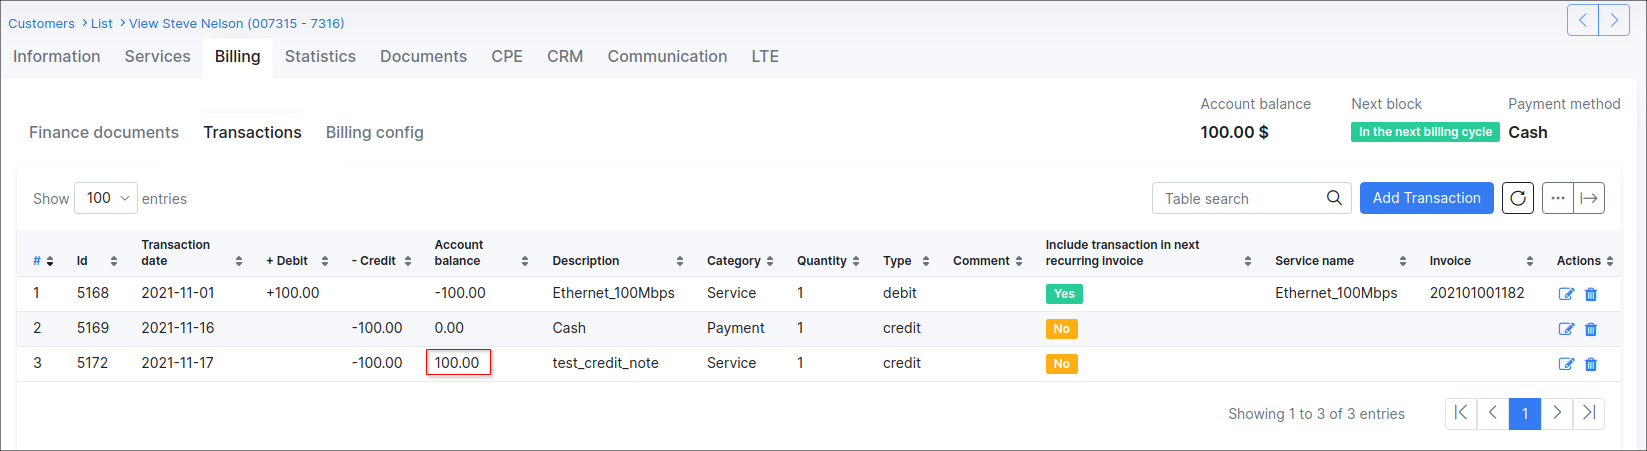 Customers > List > View Steve Nelson (007315 - 7316)
Information Services Billing Statistics Documents CPE CRM Communication LTE
Account balance Next block Payment method
100.00 $ In the next billing cycle Cash
Finance documents Transactions Billing config
Show 100 entries Table search Add Transaction ...
# Id Transaction date + Debit - Credit Account balance Description Category Quantity Type Comment Include transaction in next recurring invoice Service name Invoice Actions
1 5168 2021-11-01 +100.00 -100.00 Ethernet_100Mbps Service 1 debit Yes Ethernet_100Mbps 202101001182
2 5169 2021-11-16 -100.00 0.00 Cash Payment 1 credit No
3 5172 2021-11-17 -100.00 100.00 test_credit_note Service 1 credit No
Showing 1 to 3 of 3 entries 1